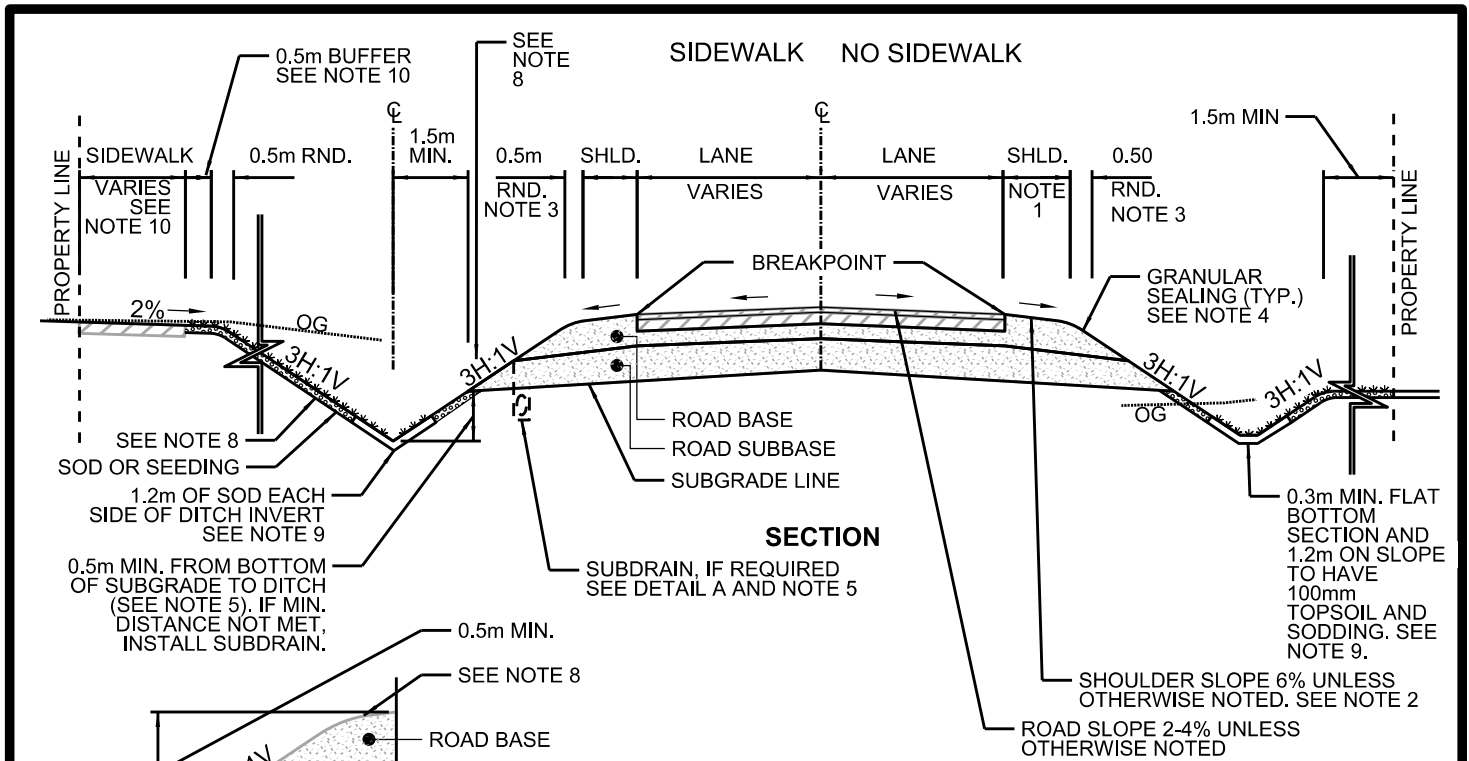 SIDEWALK NO SIDEWALK
0.5m BUFFER
SEE NOTE 10
SEE
NOTE
8
℄
℄
1.5m
MIN.
1.5m MIN
PROPERTY LINE
SIDEWALK
VARIES
SEE
NOTE 10
0.5m RND.
0.5m
RND.
NOTE 3
SHLD.
LANE
VARIES
LANE
VARIES
SHLD.
NOTE
1
0.50
RND.
NOTE 3
PROPERTY LINE
BREAKPOINT
GRANULAR
SEALING (TYP.)
SEE NOTE 4
2%
OG
3H:1V
3H:1V
3H:1V
3H:1V
OG
SEE NOTE 8
SOD OR SEEDING
1.2m OF SOD EACH
SIDE OF DITCH INVERT
SEE NOTE 9
0.5m MIN. FROM BOTTOM
OF SUBGRADE TO DITCH
(SEE NOTE 5). IF MIN.
DISTANCE NOT MET,
INSTALL SUBDRAIN.
ROAD BASE
ROAD SUBBASE
SUBGRADE LINE
SECTION
SUBDRAIN, IF REQUIRED
SEE DETAIL A AND NOTE 5
0.3m MIN. FLAT
BOTTOM
SECTION AND
1.2m ON SLOPE
TO HAVE
100mm
TOPSOIL AND
SODDING. SEE
NOTE 9.
SHOULDER SLOPE 6% UNLESS
OTHERWISE NOTED. SEE NOTE 2
ROAD SLOPE 2-4% UNLESS
OTHERWISE NOTED
0.5m MIN.
SEE NOTE 8
ROAD BASE